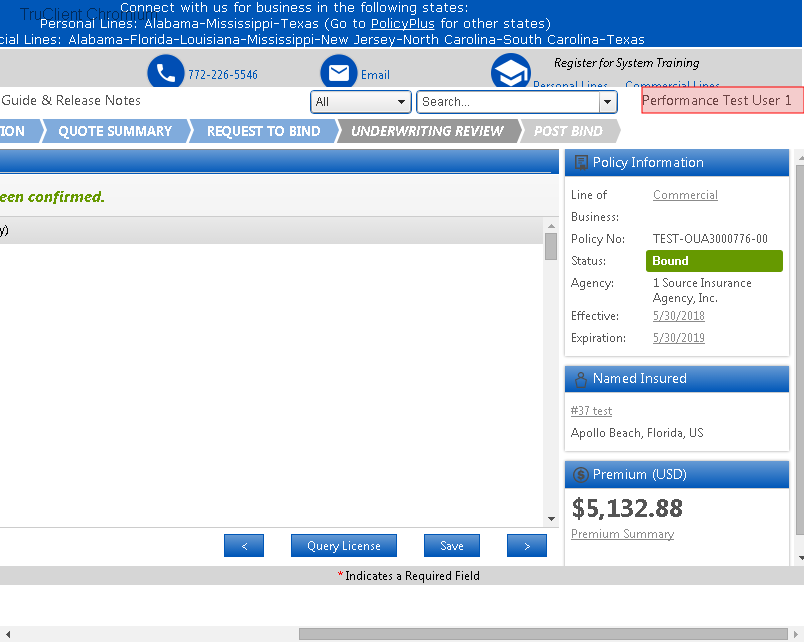 TruClient Chromium
Connect with us for business in the following states:
Personal Lines: Alabama-Mississippi-Texas (Go to PolicyPlus for other states)
cial Lines: Alabama-Florida-Louisiana-Mississippi-New Jersey-North Carolina-South Carolina-Texas
772-226-5546
Email
Register for System Training
Personal Lines
Commercial Lines
Guide & Release Notes
All
Search...
Performance Test User 1
ION
QUOTE SUMMARY
REQUEST TO BIND
UNDERWRITING REVIEW
POST BIND
een confirmed.
y)
< Query License Save >
Policy Information
Line of Business: Commercial
Policy No: TEST-OUA3000776-00
Status: Bound
Agency: 1 Source Insurance
Agency, Inc.
Effective: 5/30/2018
Expiration: 5/30/2019
Named Insured
#37 test
Apollo Beach, Florida, US
Premium (USD)
$5,132.88
Premium Summary
*Indicates a Required Field